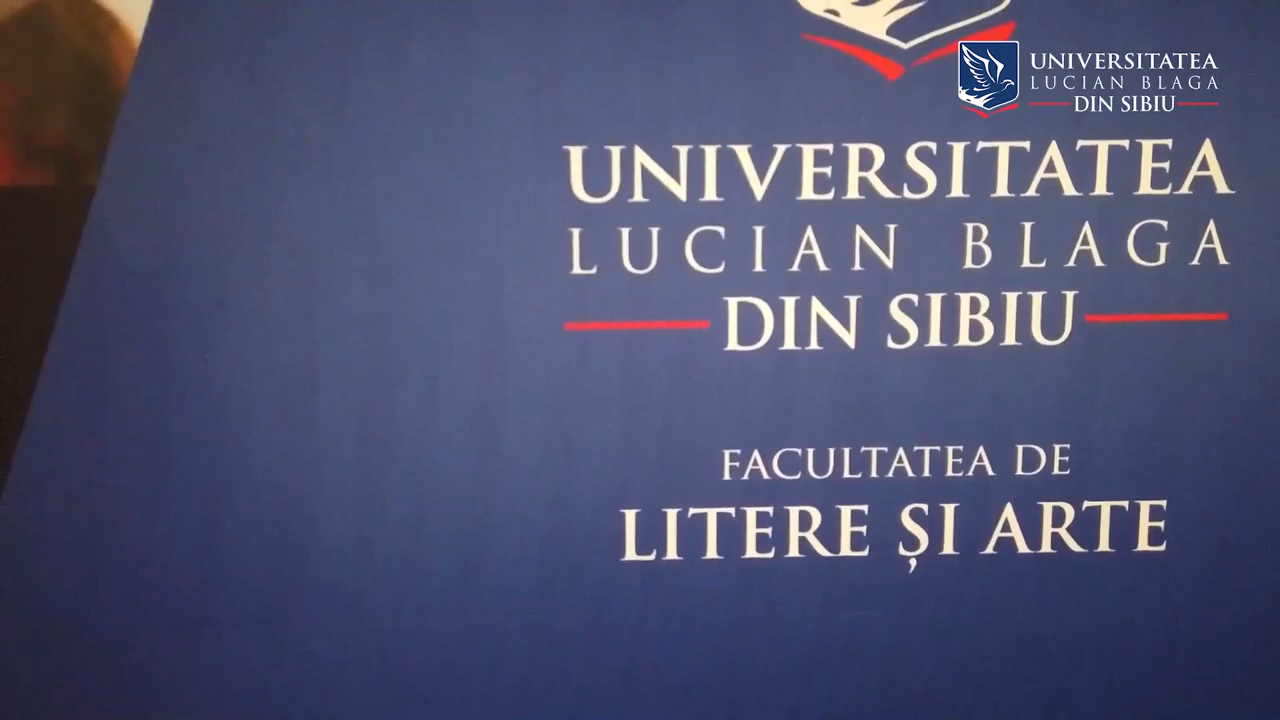 UNIVERSITATEA
LUCIAN BLAGA
DIN SIBIU
UNIVERSITATEA
LUCIAN BLAGA
DIN SIBIU
FACULTATEA DE
LITERE ȘI ARTE